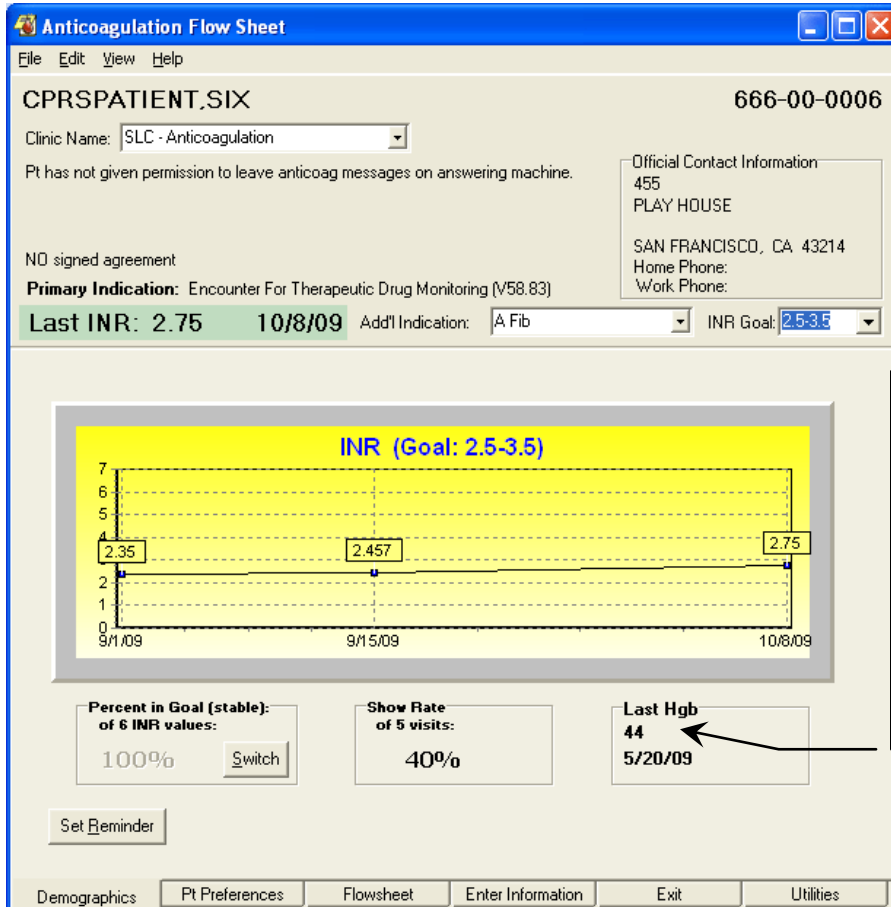 Anticoagulation Flow Sheet
File Edit View Help
CPRSPATIENT,SIX 666-00-0006
Clinic Name: SLC - Anticoagulation
Pt has not given permission to leave anticoag messages on answering machine.
Official Contact Information
455
PLAY HOUSE
SAN FRANCISCO, CA 43214
Home Phone:
Work Phone:
NO signed agreement
Primary Indication: Encounter For Therapeutic Drug Monitoring (V58.83)
Last INR: 2.75 10/8/09 Add'l Indication: A Fib INR Goal: 2.5-3.5
INR (Goal: 2.5-3.5)
7
6
5
4
2
1
0
2.35 2.457 2.75
9/1/09 9/15/09 10/8/09
Percent in Goal (stable):
of 6 INR values:
100% Switch
Show Rate
of 5 visits:
40%
Last Hgb
44
5/20/09
Set Reminder
Demographics Pt Preferences Flowsheet Enter Information Exit Utilities